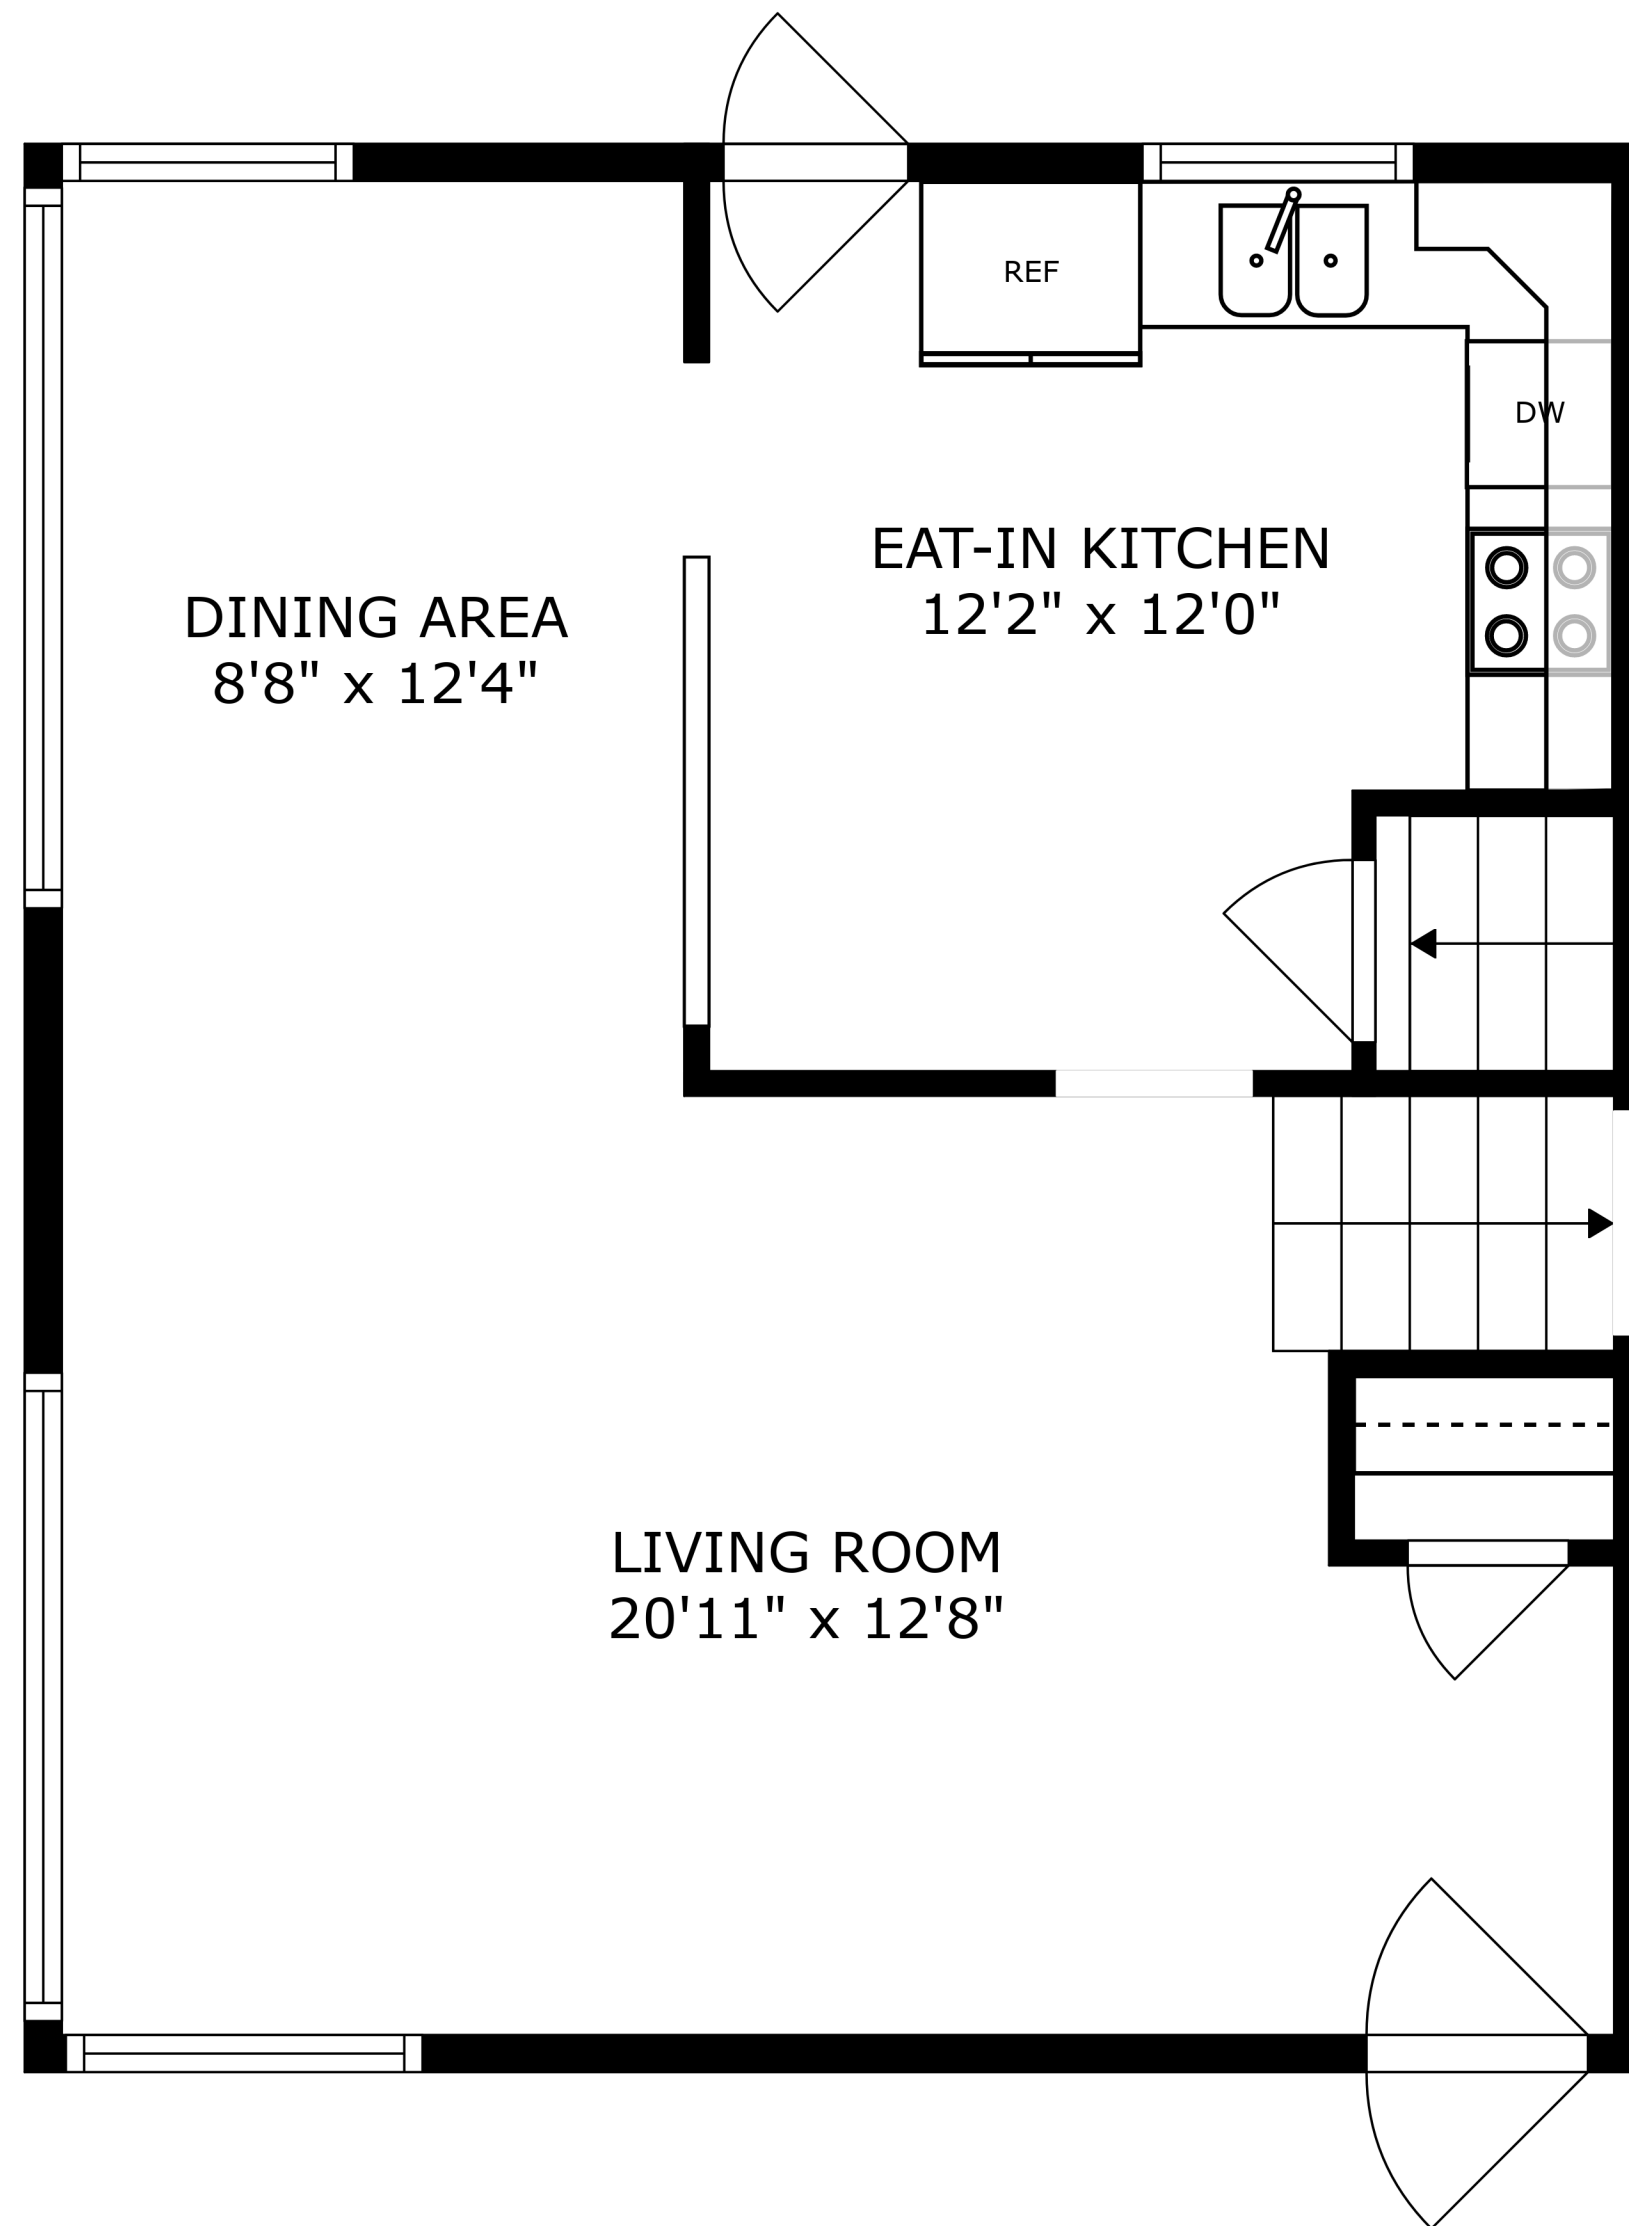 REF
DW
EAT-IN KITCHEN
12'2" x 12'0"
DINING AREA
8'8" x 12'4"
LIVING ROOM
20'11" x 12'8"